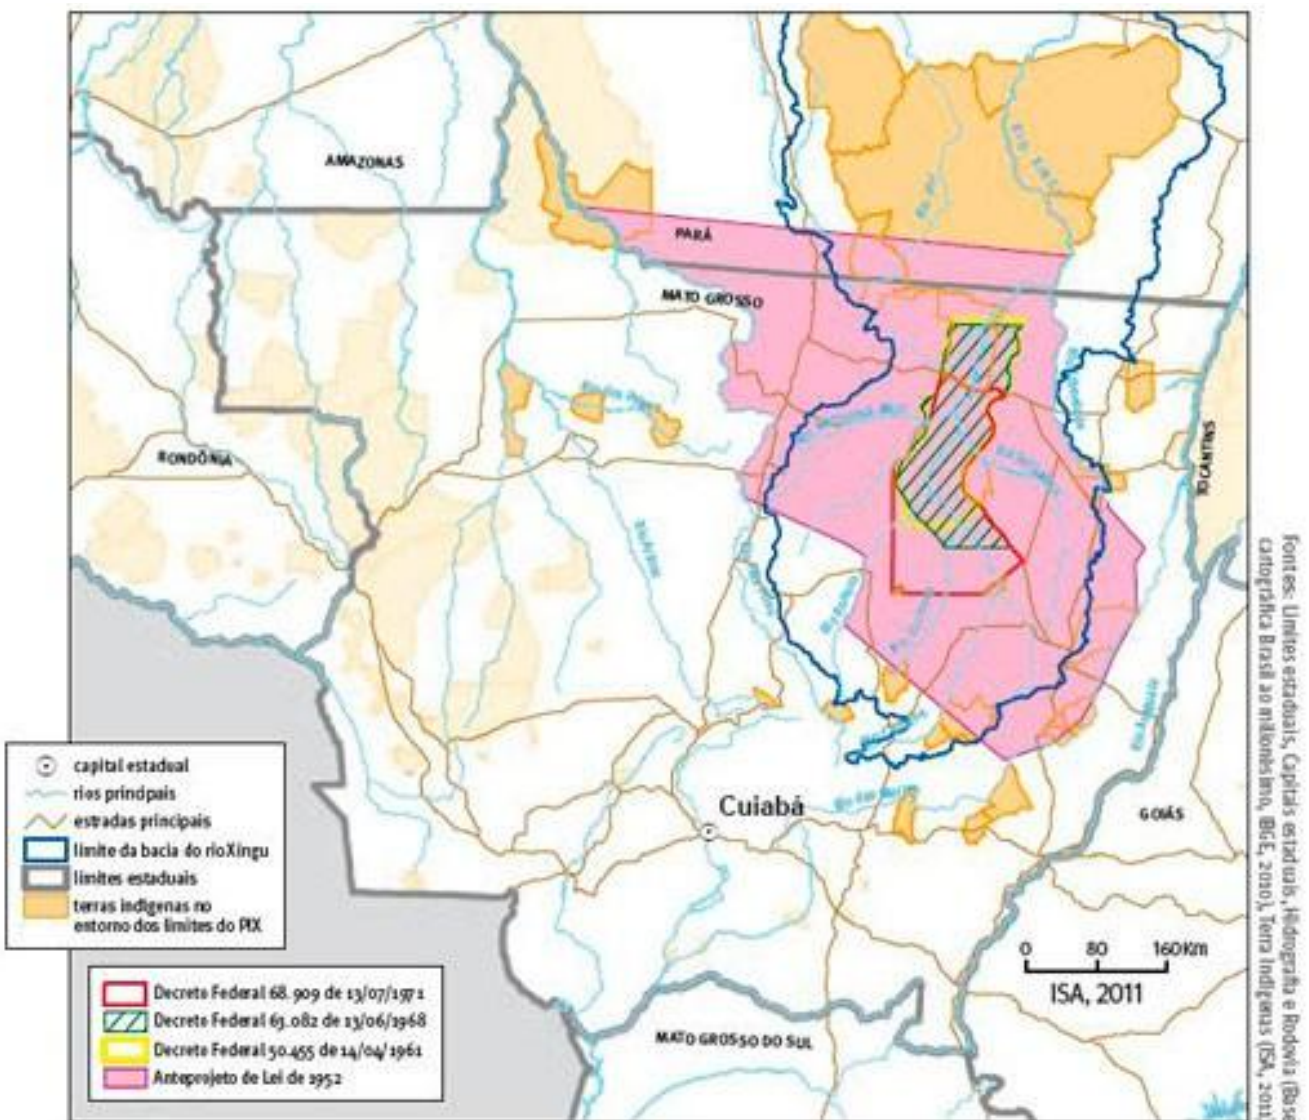 AMAZONAS
PARÁ
MATO GROSSO
RONDÔNIA
TOCANTINS
Cuiabá
GOIÁS
MATO GROSSO DO SUL
capital estadual
rios principais
estradas principais
limite da bacia do rio Xingu
limites estaduais
terras indígenas no
entorno dos limites do PIX
0 80 160Km
ISA, 2011
Decreto Federal 68.909 de 13/07/1971
Decreto Federal 63.082 de 13/06/1968
Decreto Federal 50.455 de 14/04/1961
Anteprojeto de Lei de 1952
Fontes: Limites estaduais, Capitais estaduais, Hidrografia e Rodovia (Base
cartográfica Brasil ao milionésimo, IBGE, 2010), Terra Indígenas (ISA, 2011